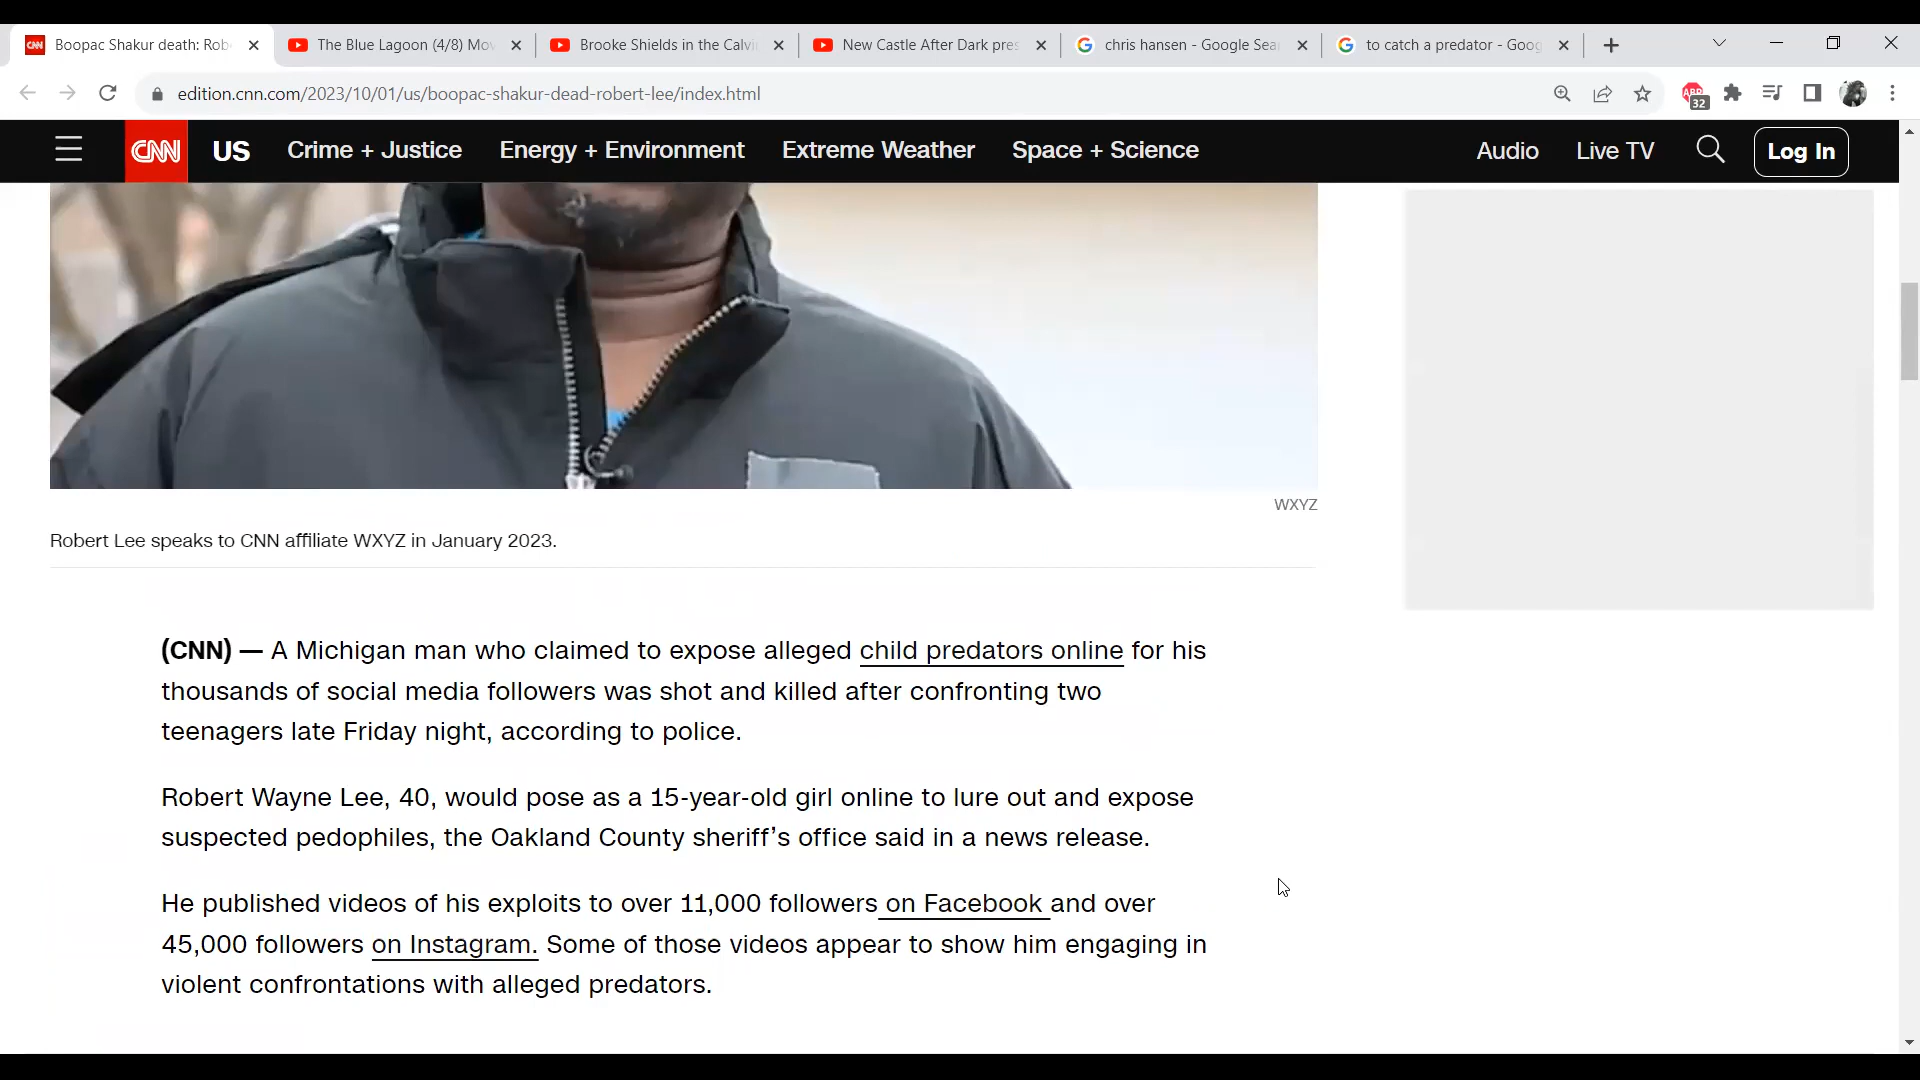 Boopac Shakur death: Rob
The Blue Lagoon (4/8) Mov
Brooke Shields in the Calvi
New Castle After Dark pres
chris hansen - Google Sea
to catch a predator - Goog
edition.cnn.com/2023/10/01/us/boopac-shakur-dead-robert-lee/index.html
ABP
32
CNN
US
Crime + Justice
Energy + Environment
Extreme Weather
Space + Science
Audio
Live TV
Log In
WXYZ
Robert Lee speaks to CNN affiliate WXYZ in January 2023.
(CNN) — A Michigan man who claimed to expose alleged child predators online for his
thousands of social media followers was shot and killed after confronting two
teenagers late Friday night, according to police.
Robert Wayne Lee, 40, would pose as a 15-year-old girl online to lure out and expose
suspected pedophiles, the Oakland County sheriff’s office said in a news release.
He published videos of his exploits to over 11,000 followers on Facebook and over
45,000 followers on Instagram. Some of those videos appear to show him engaging in
violent confrontations with alleged predators.